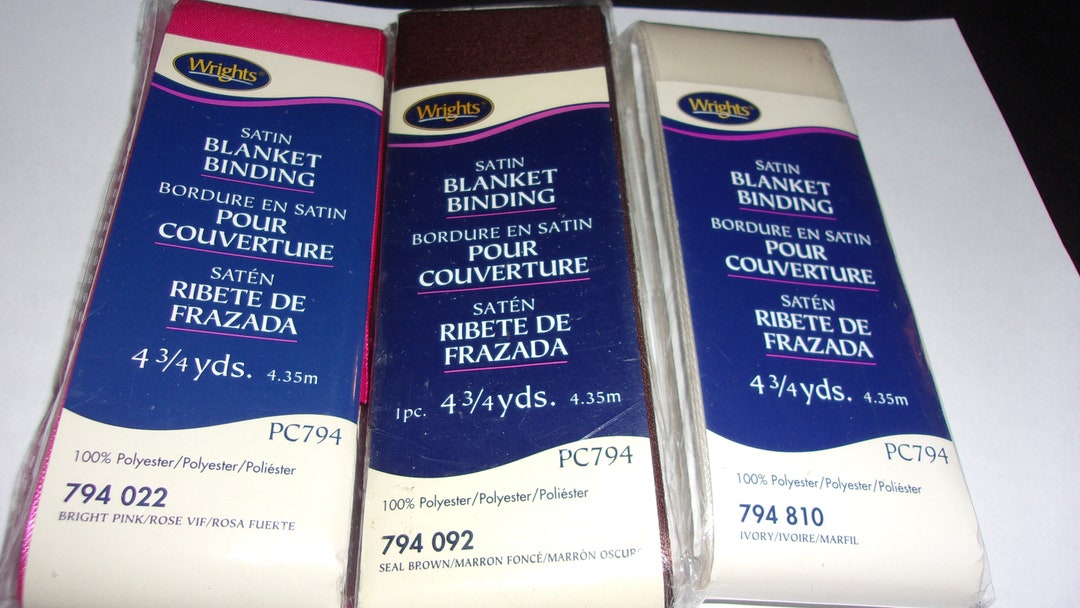 Wrights®
SATIN
BLANKET
BINDING
BORDURE EN SATIN
POUR
COUVERTURE
SATÉN
RIBETE DE
FRAZADA
4 3/4 yds. 4.35m
PC794
100% Polyester/Polyester/Poliéster
794 022
BRIGHT PINK/ROSE VIF/ROSA FUERTE
Wrights®
SATIN
BLANKET
BINDING
BORDURE EN SATIN
POUR
COUVERTURE
SATÉN
RIBETE DE
FRAZADA
1pc. 4 3/4 yds. 4.35m
PC794
100% Polyester/Polyester/Poliéster
794 092
SEAL BROWN/MARRON FONCÉ/MARRÓN OSCUR
Wrights®
SATIN
BLANKET
BINDING
BORDURE EN SATIN
POUR
COUVERTURE
SATÉN
RIBETE DE
FRAZADA
4 3/4 yds. 4.35m
PC794
100% Polyester/Polyester/Poliéster
794 810
IVORY/IVOIRE/MARFIL